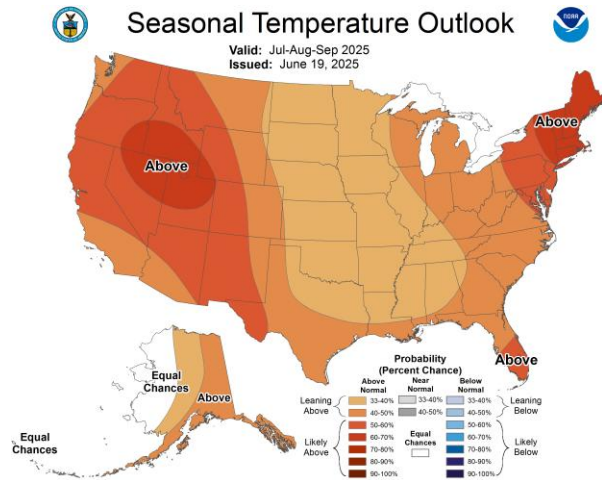 Seasonal Temperature Outlook
Valid: Jul-Aug-Sep 2025
Issued: June 19, 2025
NOAA
Above
Above
Above
Equal
Chances
Above
Equal
Chances
Probability
(Percent Chance)
Above
Normal
Near
Normal
Below
Normal
Leaning
Above
33-40%
40-50%
33-40%
40-50%
33-40%
40-50%
Leaning
Below
Likely
Above
50-60%
60-70%
70-80%
80-90%
90-100%
Equal
Chances
50-60%
60-70%
70-80%
80-90%
90-100%
Likely
Below